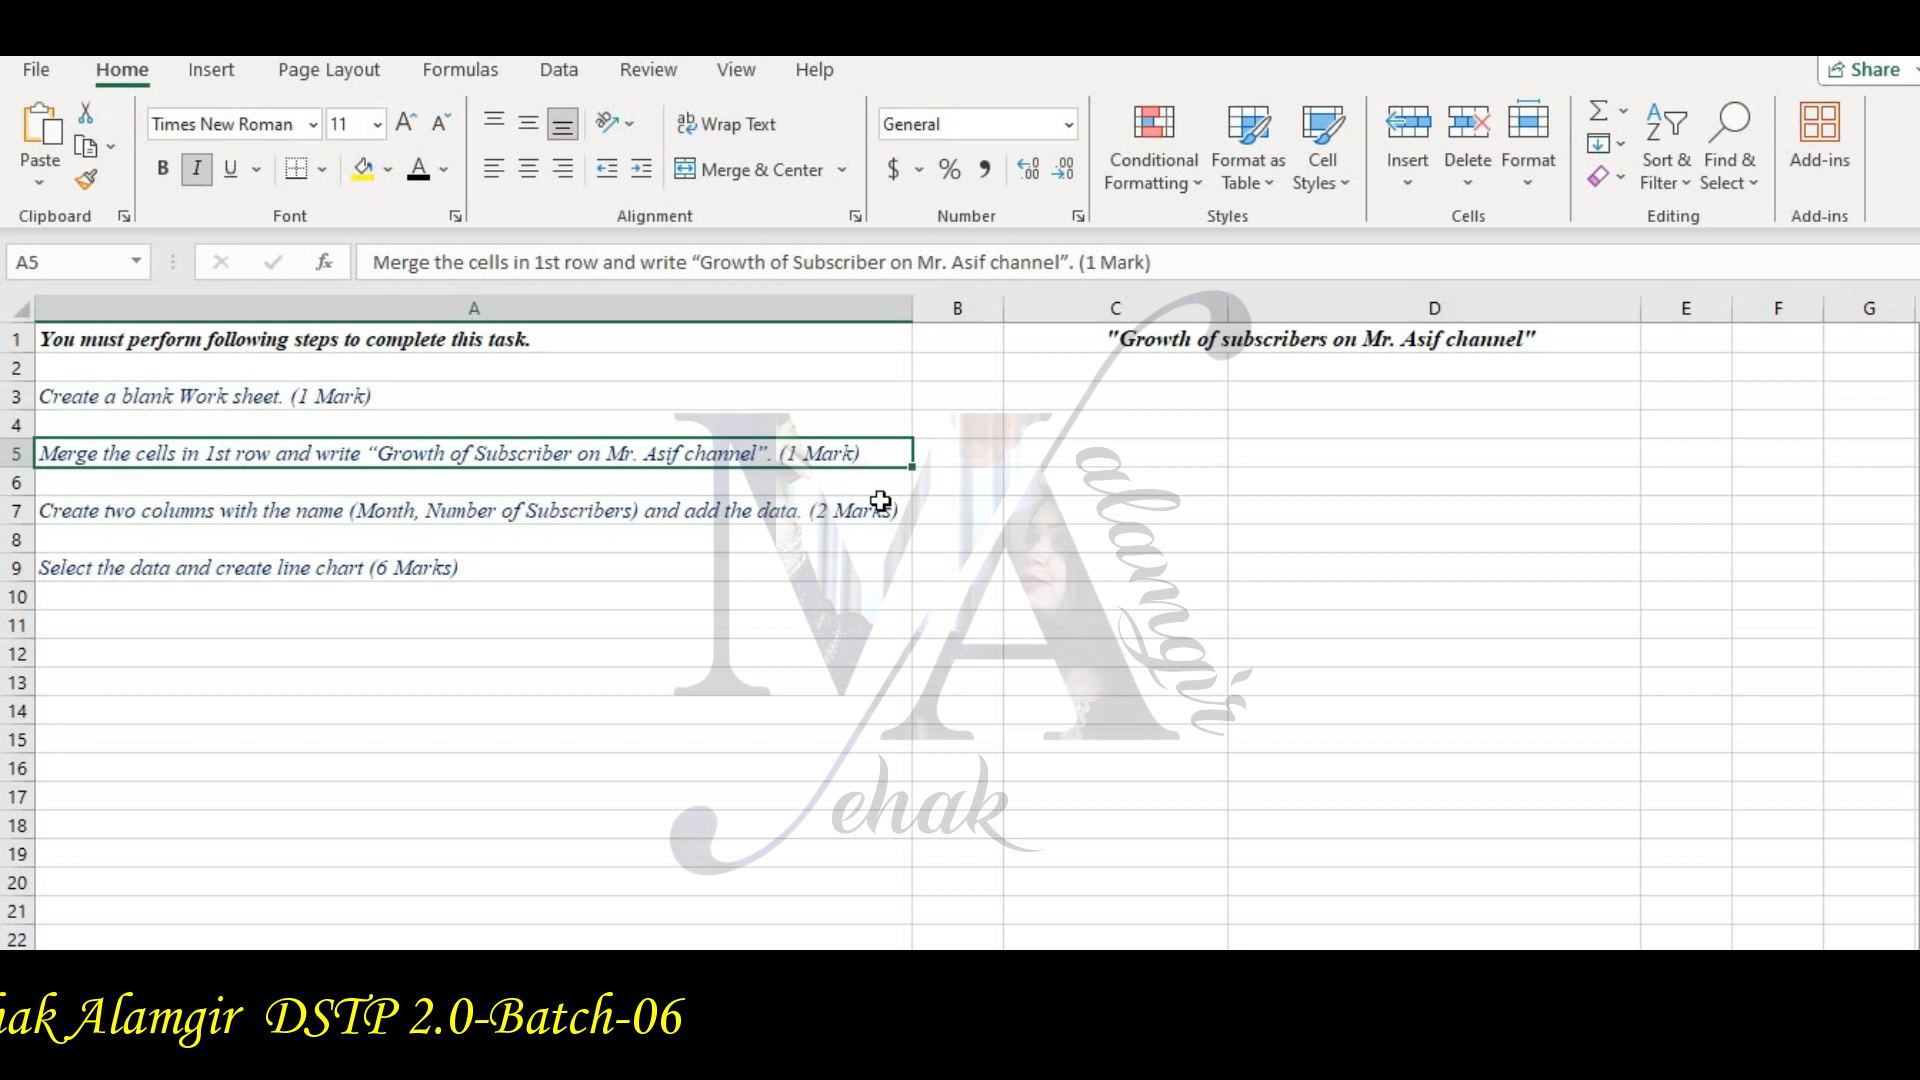 File Home Insert Page Layout Formulas Data Review View Help Share
Times New Roman 11 Wrap Text General
Paste B I U A Merge & Center $ % Conditional Formatting Format as Table Cell Styles Insert Delete Format Sort & Filter Find & Select Add-ins
Clipboard Font Alignment Number Styles Cells Editing Add-ins
A5 fx Merge the cells in 1st row and write “Growth of Subscriber on Mr. Asif channel”. (1 Mark)
A B C D E F G
1 You must perform following steps to complete this task. "Growth of subscribers on Mr. Asif channel"
2
3 Create a blank Work sheet. (1 Mark)
4
5 Merge the cells in 1st row and write “Growth of Subscriber on Mr. Asif channel”. (1 Mark)
6
7 Create two columns with the name (Month, Number of Subscribers) and add the data. (2 Marks)
8
9 Select the data and create line chart (6 Marks)
10
11
12
13
14
15
16
17
18
19
20
21
22
MA
alamgir
ehak
Alamgir DSTP 2.0-Batch-06